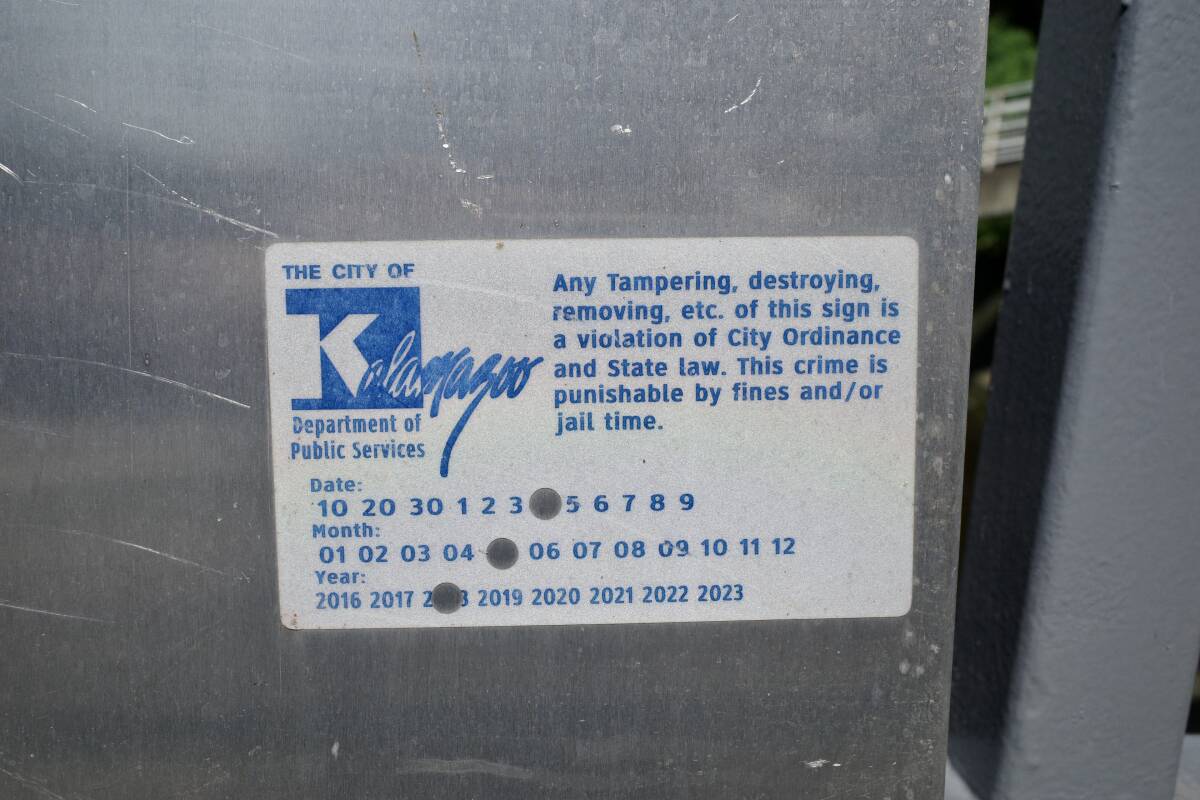 THE CITY OF
Kalamazoo
Department of
Public Services
Any Tampering, destroying,
removing, etc. of this sign is
a violation of City Ordinance
and State law. This crime is
punishable by fines and/or
jail time.
Date:
10 20 30 1 2 3 5 6 7 8 9
Month:
01 02 03 04 06 07 08 09 10 11 12
Year:
2016 2017 2019 2020 2021 2022 2023